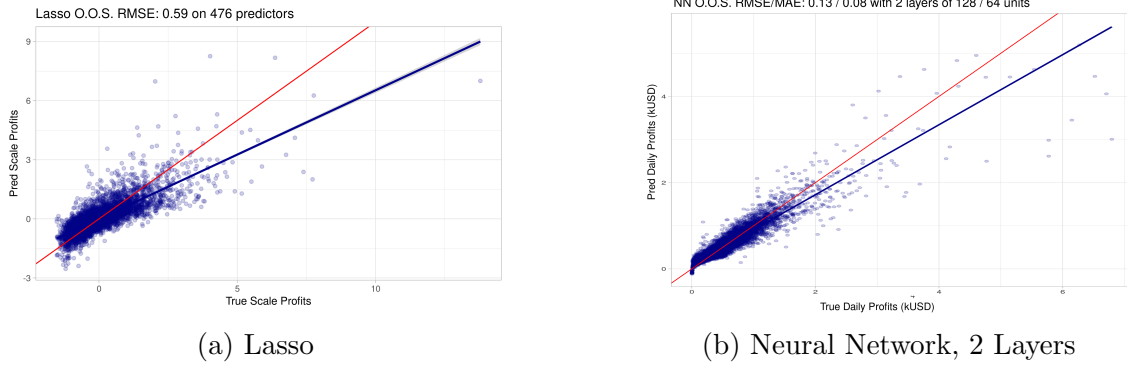 Lasso O.O.S. RMSE: 0.59 on 476 predictors
9
6
3
0
-3
Pred Scale Profits
0
5
10
True Scale Profits
(a) Lasso
NN O.O.S. RMSE/MAE: 0.13 / 0.08 with 2 layers of 128 / 64 units
4
2
0
Pred Daily Profits (kUSD)
0
2
4
6
True Daily Profits (kUSD)
(b) Neural Network, 2 Layers